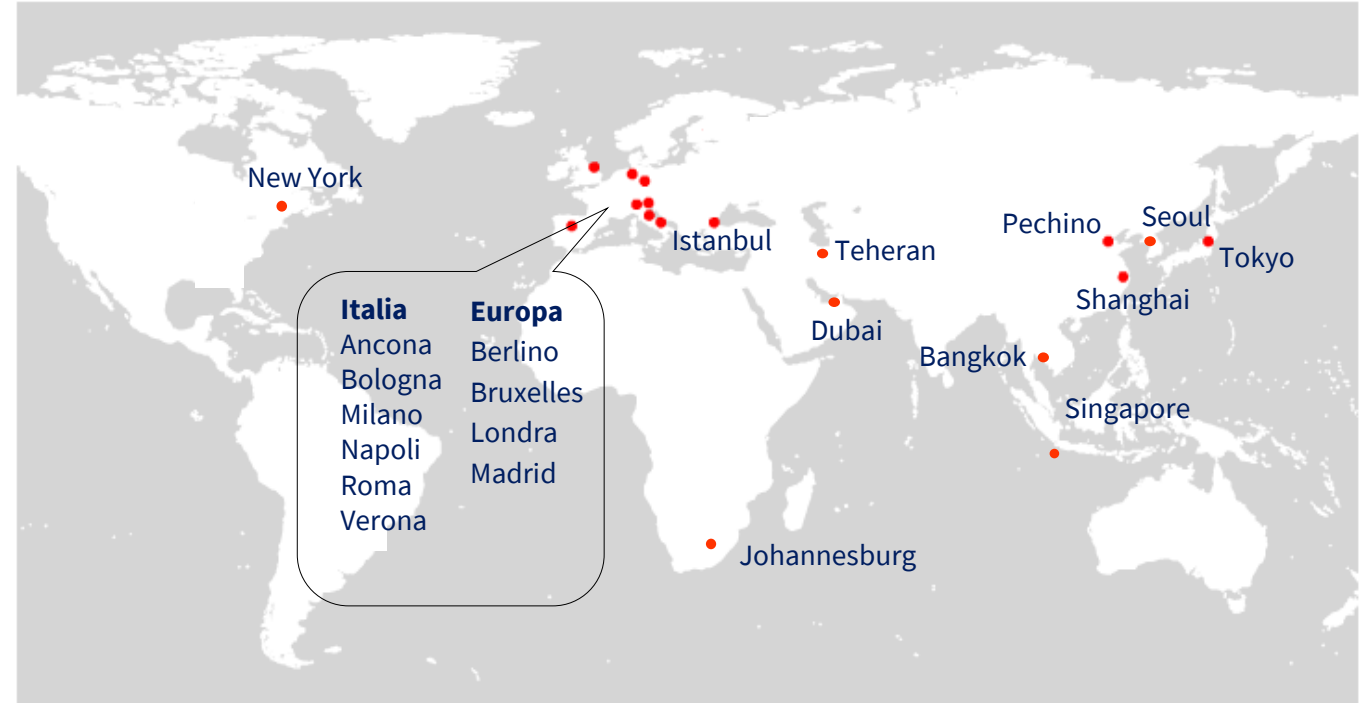 New York
Istanbul
Teheran
Dubai
Pechino
Seoul
Tokyo
Shanghai
Bangkok
Singapore
Johannesburg
Italia
Ancona
Bologna
Milano
Napoli
Roma
Verona
Europa
Berlino
Bruxelles
Londra
Madrid